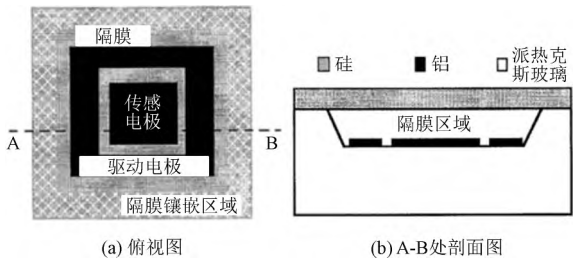 隔膜
传感
电极
A
B
驱动电极
隔膜镶嵌区域
(a) 俯视图
硅
铝
派热克
斯玻璃
隔膜区域
(b) A-B处剖面图